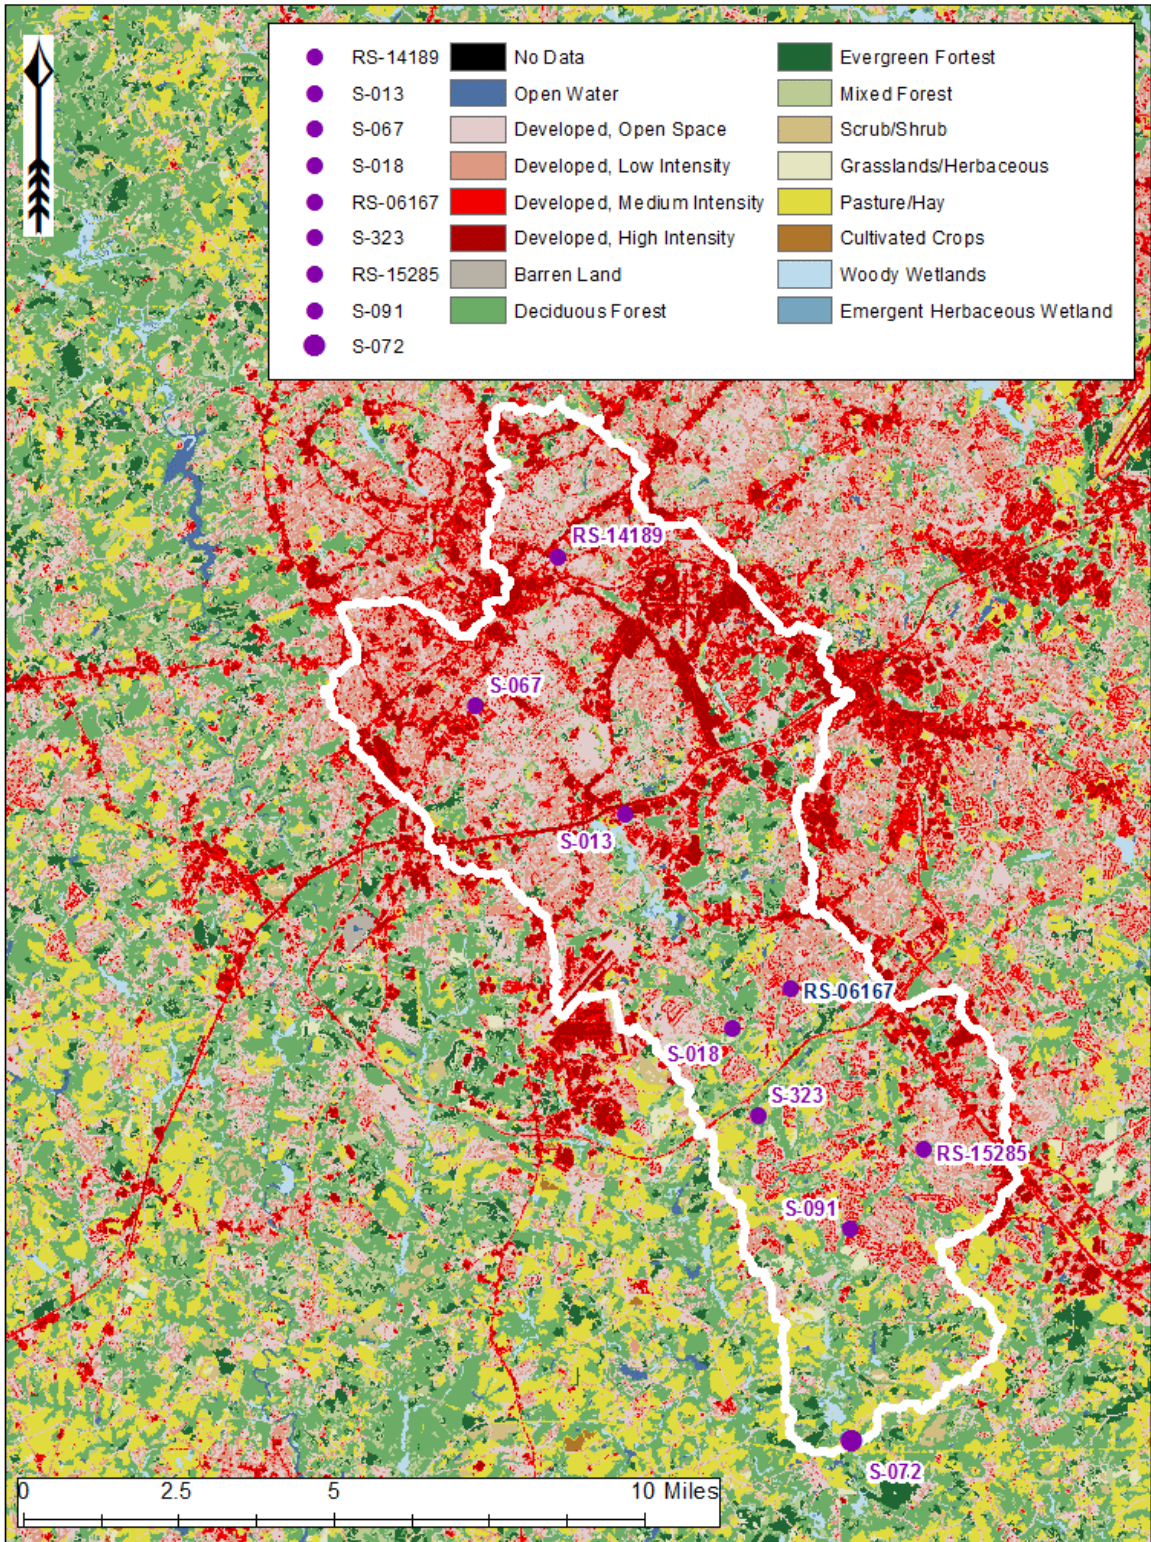 RS-14189
S-013
S-067
S-018
RS-06167
S-323
RS-15285
S-091
S-072
No Data
Open Water
Developed, Open Space
Developed, Low Intensity
Developed, Medium Intensity
Developed, High Intensity
Barren Land
Deciduous Forest
Evergreen Fortest
Mixed Forest
Scrub/Shrub
Grasslands/Herbaceous
Pasture/Hay
Cultivated Crops
Woody Wetlands
Emergent Herbaceous Wetland
RS-14189
S-067
S-013
RS-06167
S-018
S-323
RS-15285
S-091
S-072
0 2.5 5 10 Miles